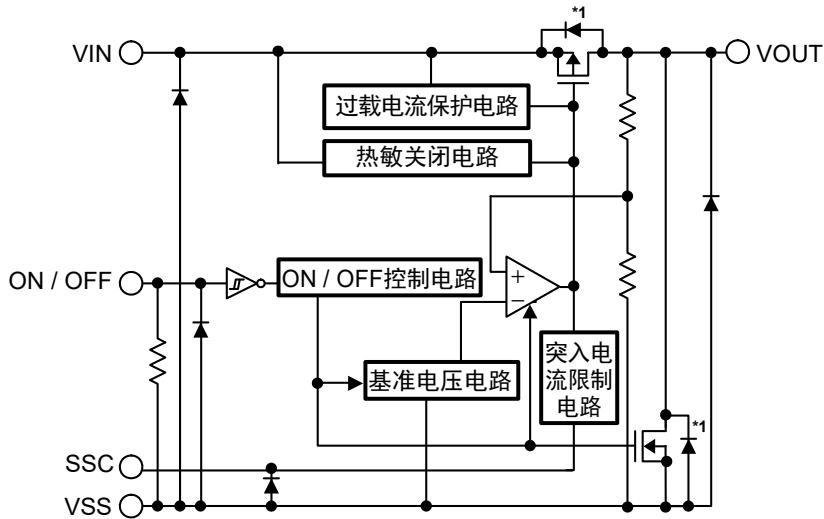 *1
VIN
VOUT
过载电流保护电路
热敏关闭电路
ON / OFF
ON / OFF控制电路
+
−
突入电
流限制
电路
基准电压电路
*1
SSC
VSS